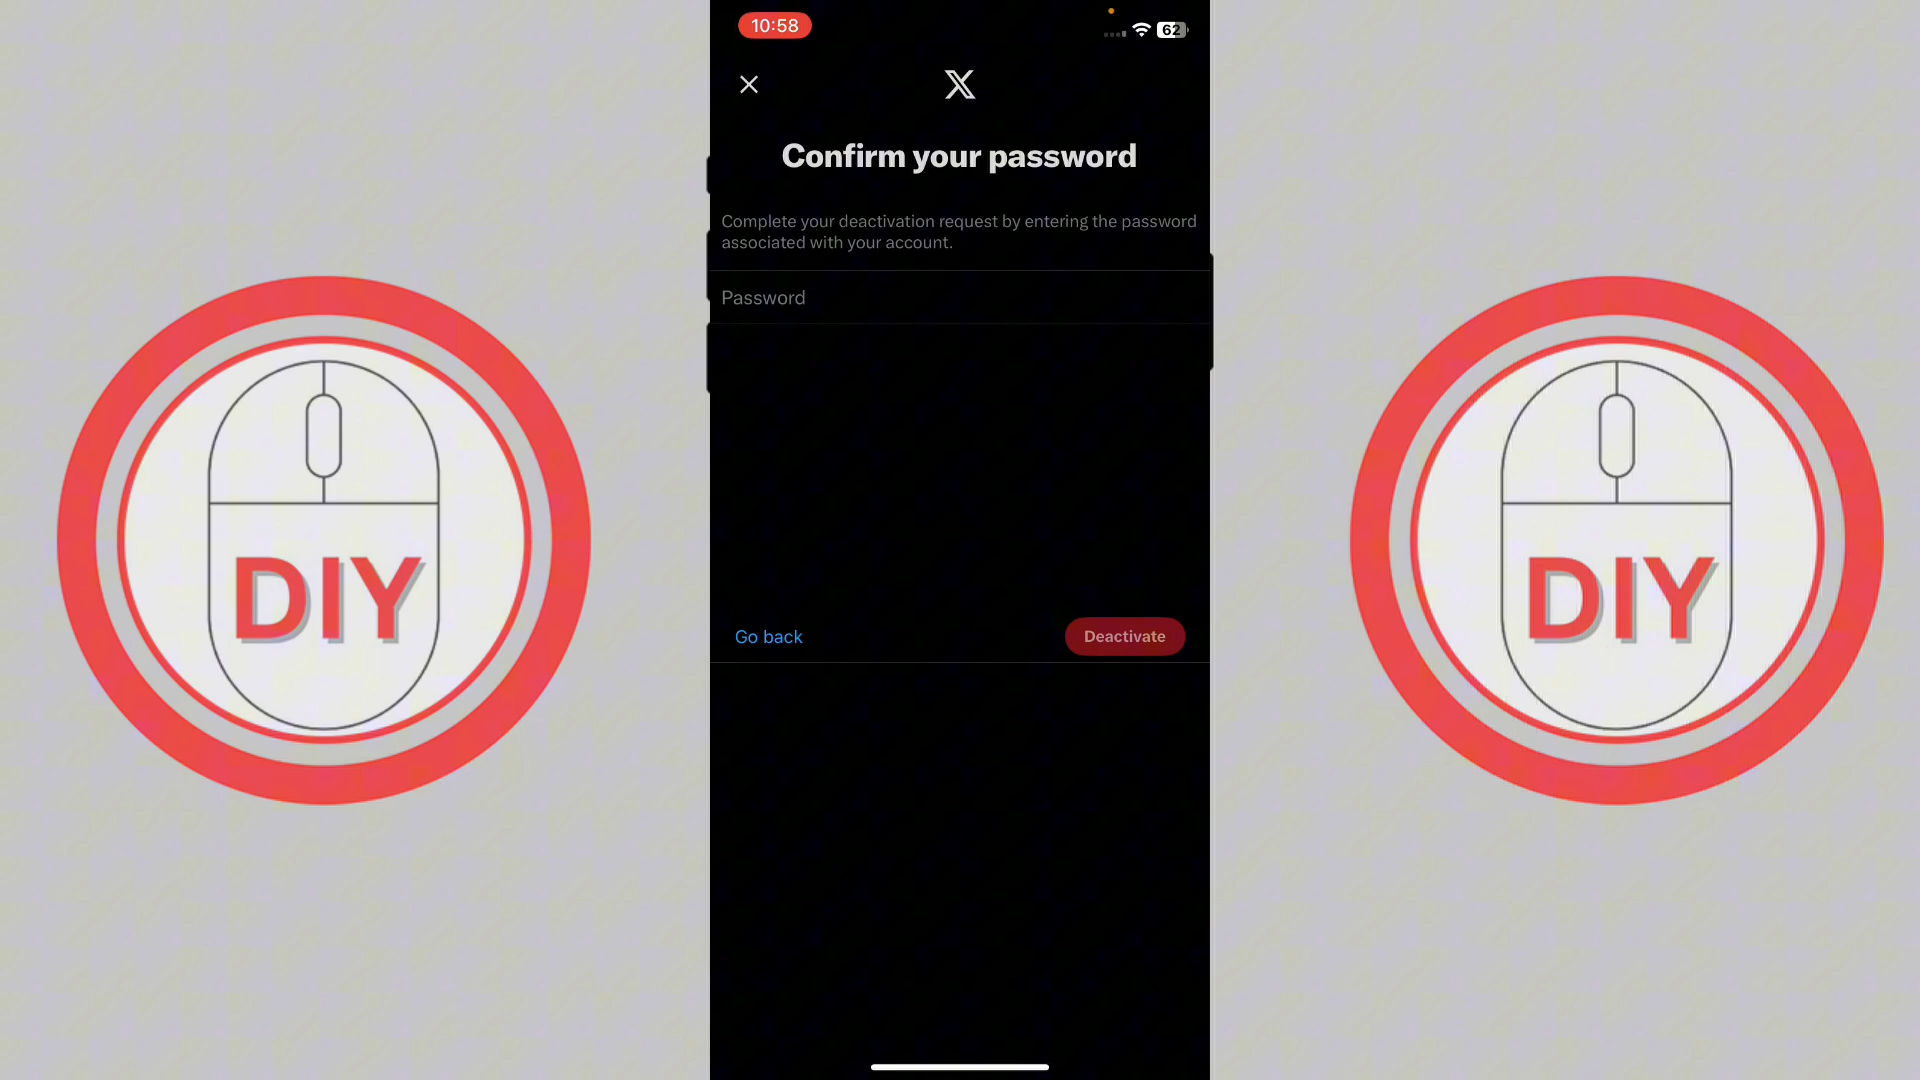 10:58
62
X
Confirm your password
Complete your deactivation request by entering the password
associated with your account.
Password
Go back
Deactivate
DIY
DIY